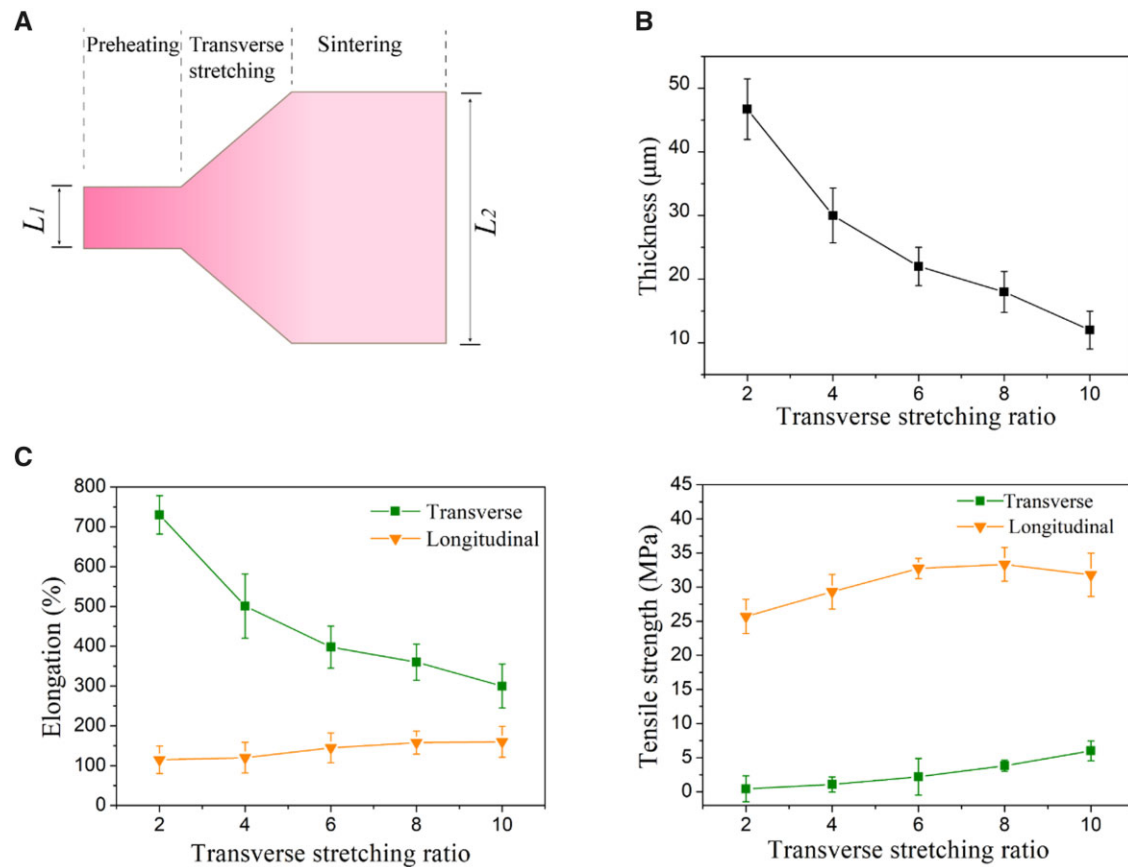 A
Preheating
Transverse
stretching
Sintering
L1
L2
B
Thickness (μm)
50
40
30
20
10
2 4 6 8 10
Transverse stretching ratio
C
Elongation (%)
800
700
600
500
400
300
200
100
0
Transverse
Longitudinal
2 4 6 8 10
Transverse stretching ratio
Tensile strength (MPa)
45
40
35
30
25
20
15
10
5
0
Transverse
Longitudinal
2 4 6 8 10
Transverse stretching ratio